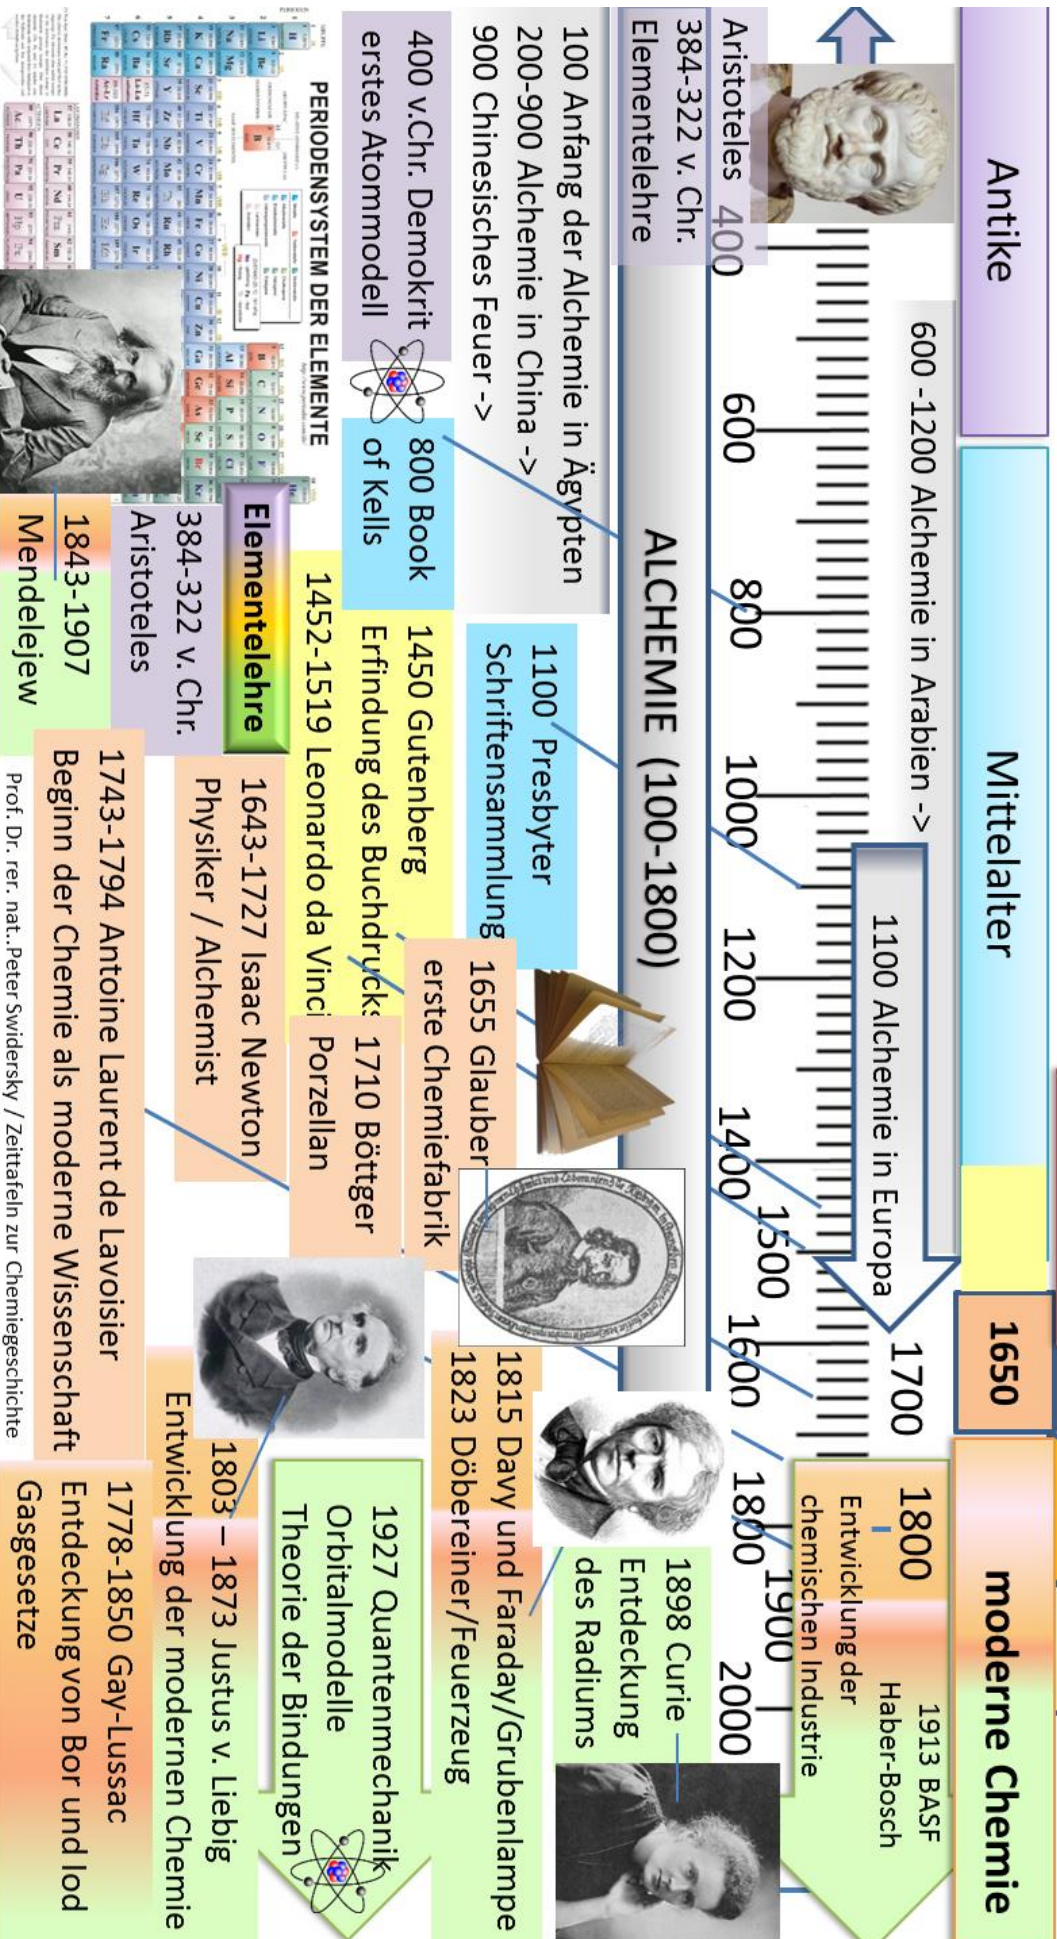 Antike
Mittelalter
1650
moderne Chemie
600 -1200 Alchemie in Arabien ->
1100 Alchemie in Europa
1700
1800
1913 BASF
Haber-Bosch
Entwicklung der
chemischen Industrie
400
600
800
1000
1200
1400
1500
1600
1800
1900
2000
Aristoteles
384-322 v. Chr.
Elementelehre
ALCHEMIE (100-1800)
100 Anfang der Alchemie in Ägypten
200-900 Alchemie in China ->
900 Chinesisches Feuer ->
1100 Presbyter
Schriftensammlung
1898 Curie
Entdeckung
des Radiums
400 v.Chr. Demokrit
erstes Atommodell
800 Book
of Kells
1450 Gutenberg
Erfindung des Buchdrucks
1452-1519 Leonardo da Vinci
1655 Glauber
erste Chemiefabrik
1710 Böttger
Porzellan
1815 Davy und Faraday/Grubenlampe
1823 Döbereiner/Feuerzeug
1927 Quantenmechanik
Orbitalmodelle
Theorie der Bindungen
PERIODENSYSTEM DER ELEMENTE
Elementelehre
384-322 v. Chr.
Aristoteles
1643-1727 Isaac Newton
Physiker / Alchemist
1803 – 1873 Justus v. Liebig
Entwicklung der modernen Chemie
1843-1907
Mendelejew
1743-1794 Antoine Laurent de Lavoisier
Beginn der Chemie als moderne Wissenschaft
1778-1850 Gay-Lussac
Entdeckung von Bor und Iod
Gasgesetze
Prof. Dr. rer. nat..Peter Swidersky / Zeittafeln zur Chemiegeschichte